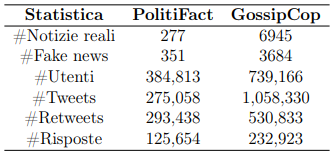 Statistica PolitiFact GossipCop
#Notizie reali 277 6945
#Fake news 351 3684
#Utenti 384,813 739,166
#Tweets 275,058 1,058,330
#Retweets 293,438 530,833
#Risposte 125,654 232,923